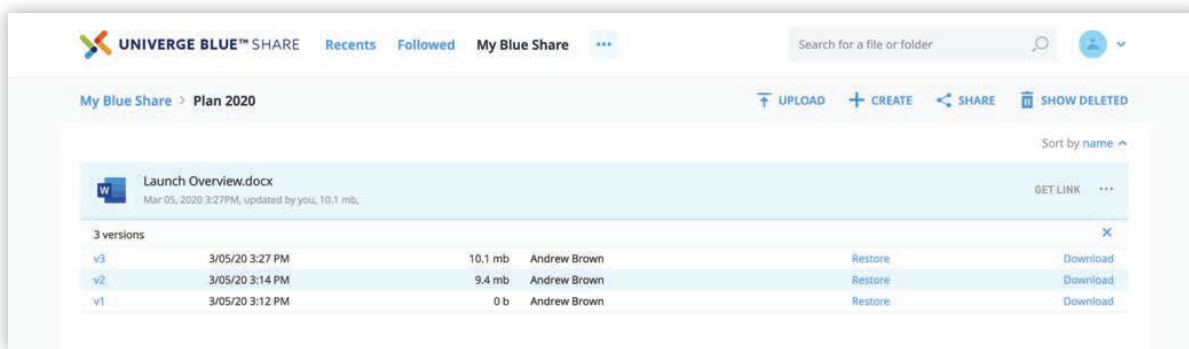 UNIVERGE BLUE™ SHARE Recents Followed My Blue Share ••• Search for a file or folder
My Blue Share > Plan 2020 UPLOAD CREATE SHARE SHOW DELETED
Sort by name
W Launch Overview.docx GET LINK •••
Mar 05, 2020 3:27PM, updated by you, 10.1 mb,
3 versions
v3 3/05/20 3:27 PM 10.1 mb Andrew Brown Restore Download
v2 3/05/20 3:14 PM 9.4 mb Andrew Brown Restore Download
v1 3/05/20 3:12 PM 0 b Andrew Brown Restore Download